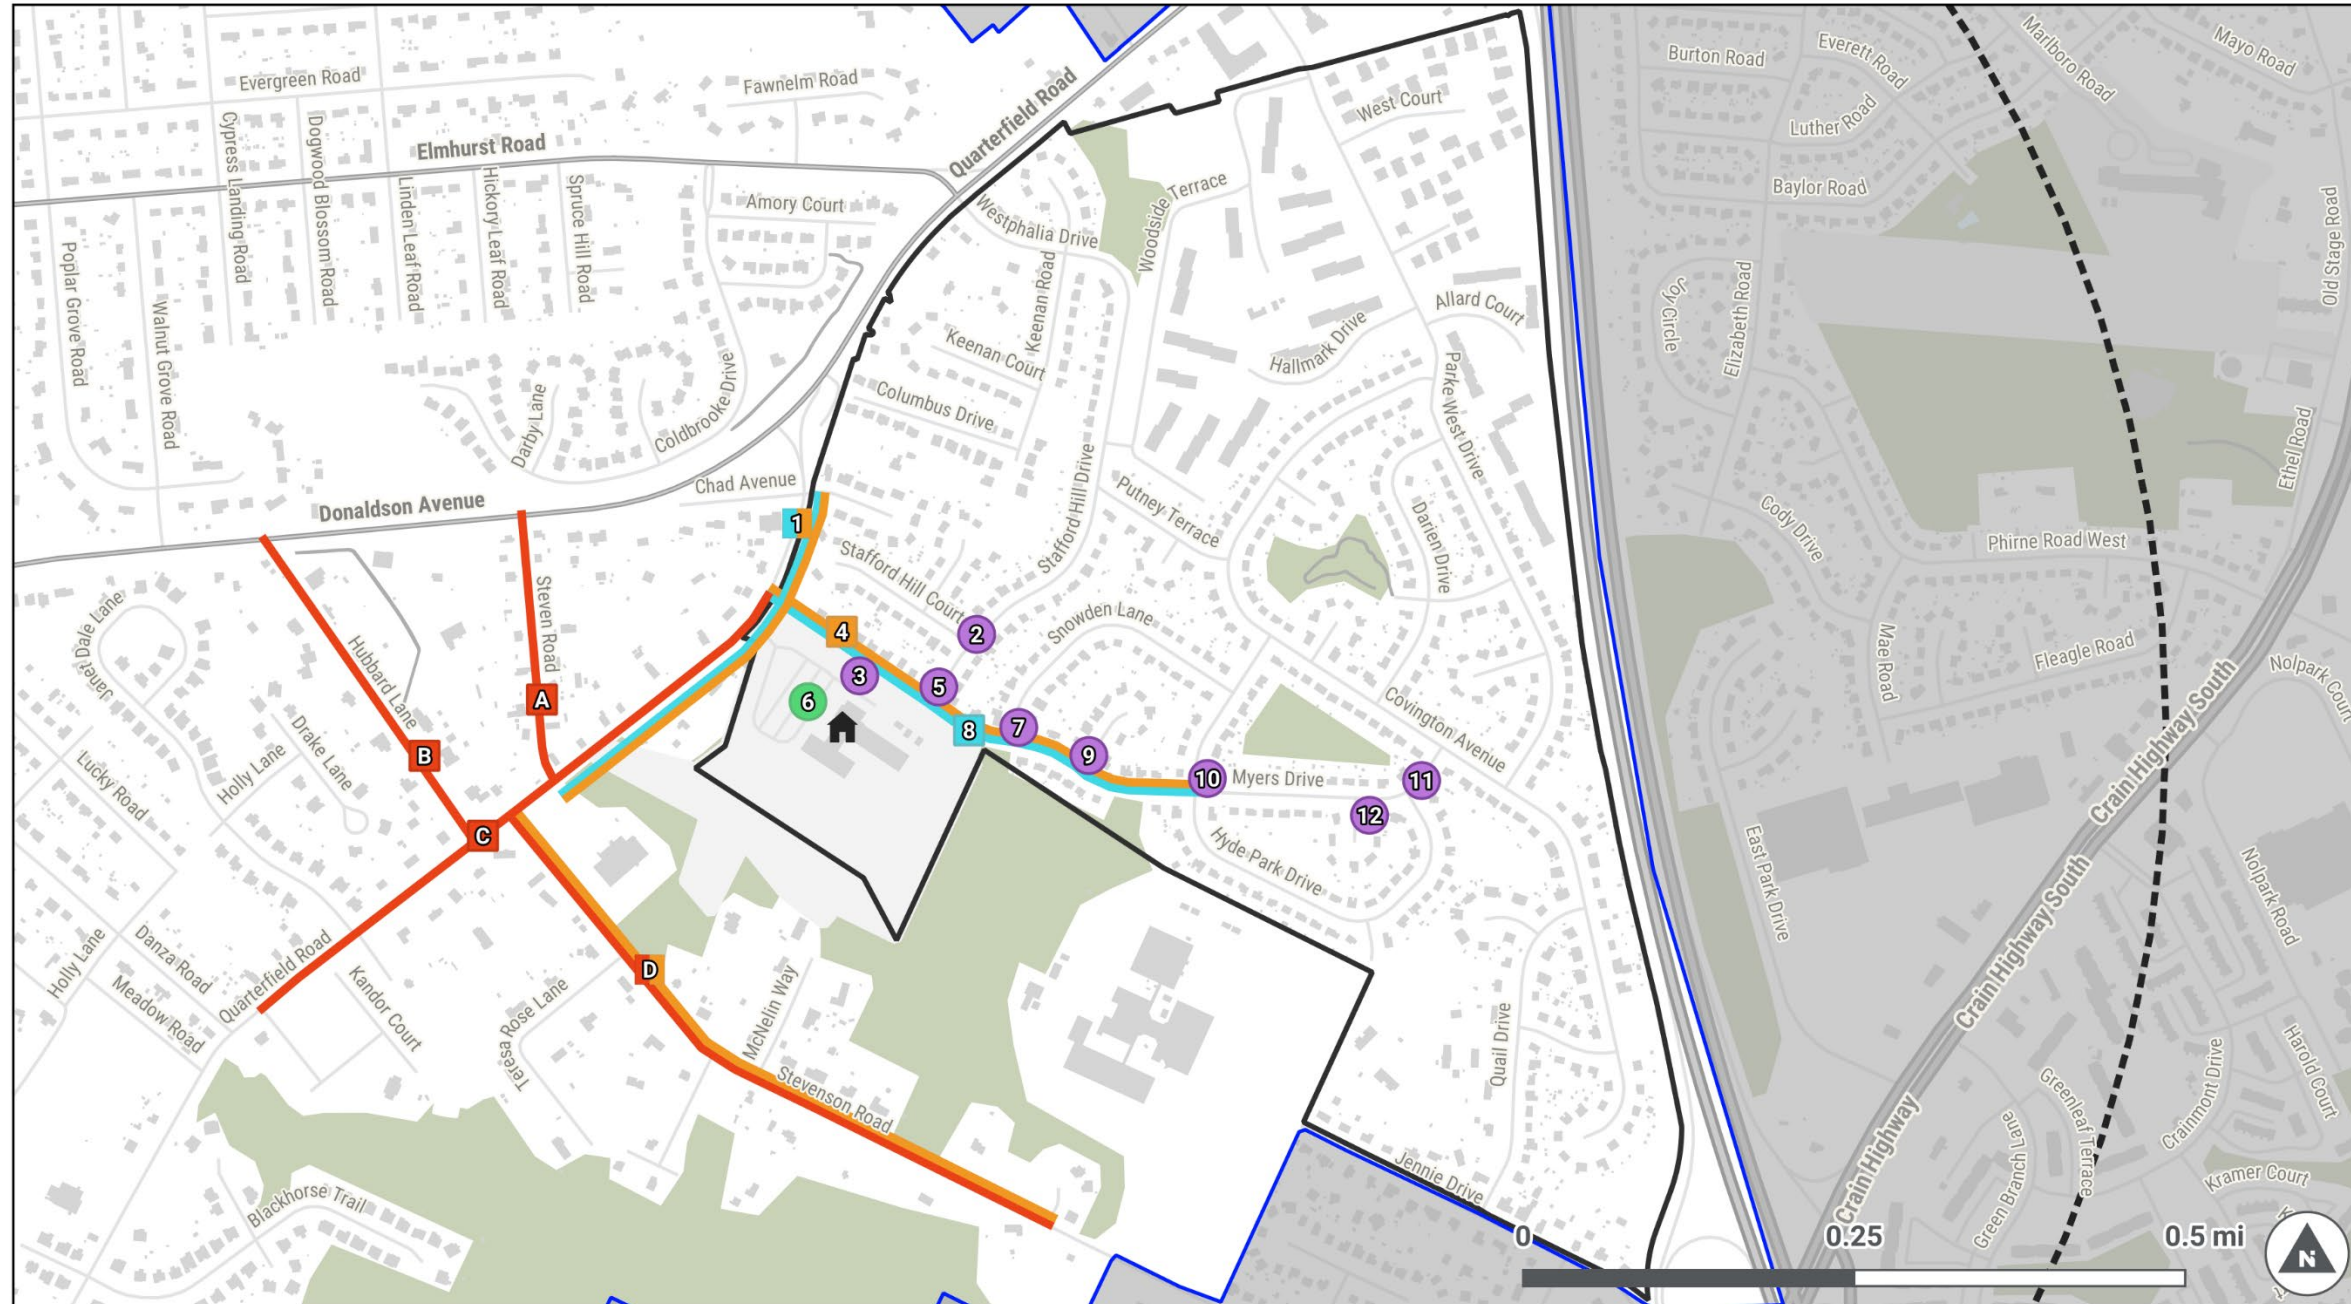 Evergreen Road
Fawnelm Road
Quarterfield Road
Elmhurst Road
Cypress Landing Road
Dogwood Blossom Road
Linden Leaf Road
Hickory Leaf Road
Spruce Hill Road
Poplar Grove Road
Walnut Grove Road
Amory Court
Westphalia Drive
Woodside Terrace
West Court
Keenan Road
Keenan Court
Columbus Drive
Hallmark Drive
Allard Court
Parke West Drive
Darby Lane
Coldbrooke Drive
Chad Avenue
Donaldson Avenue
Stafford Hill Drive
Putney Terrace
Darien Drive
Stafford Hill Court
Snowden Lane
Covington Avenue
Myers Drive
Hyde Park Drive
Steven Road
Hubbard Lane
Janet Dale Lane
Drake Lane
Holly Lane
Lucky Road
Holly Lane
Danza Road
Meadow Road
Quarterfield Road
Kandor Court
Teresa Rose Lane
McNelin Way
Stevenson Road
Blackhorse Trail
Quail Drive
Jennie Drive
1
2
3
4
5
6
7
8
9
10
11
12
A
B
C
D
Burton Road
Everett Road
Marlboro Road
Mayo Road
Luther Road
Baylor Road
Old Stage Road
Joy Circle
Elizabeth Road
Ethel Road
Cody Drive
Phirne Road West
Mae Road
Fleagle Road
Nolpark Cour
Crain Highway South
East Park Drive
Crain Highway South
Nolpark Road
Harold Court
Crain Highway
Green Branch Lane
Greenleaf Terrace
Crainmont Drive
Kramer Court
0
0.25
0.5 mi
N